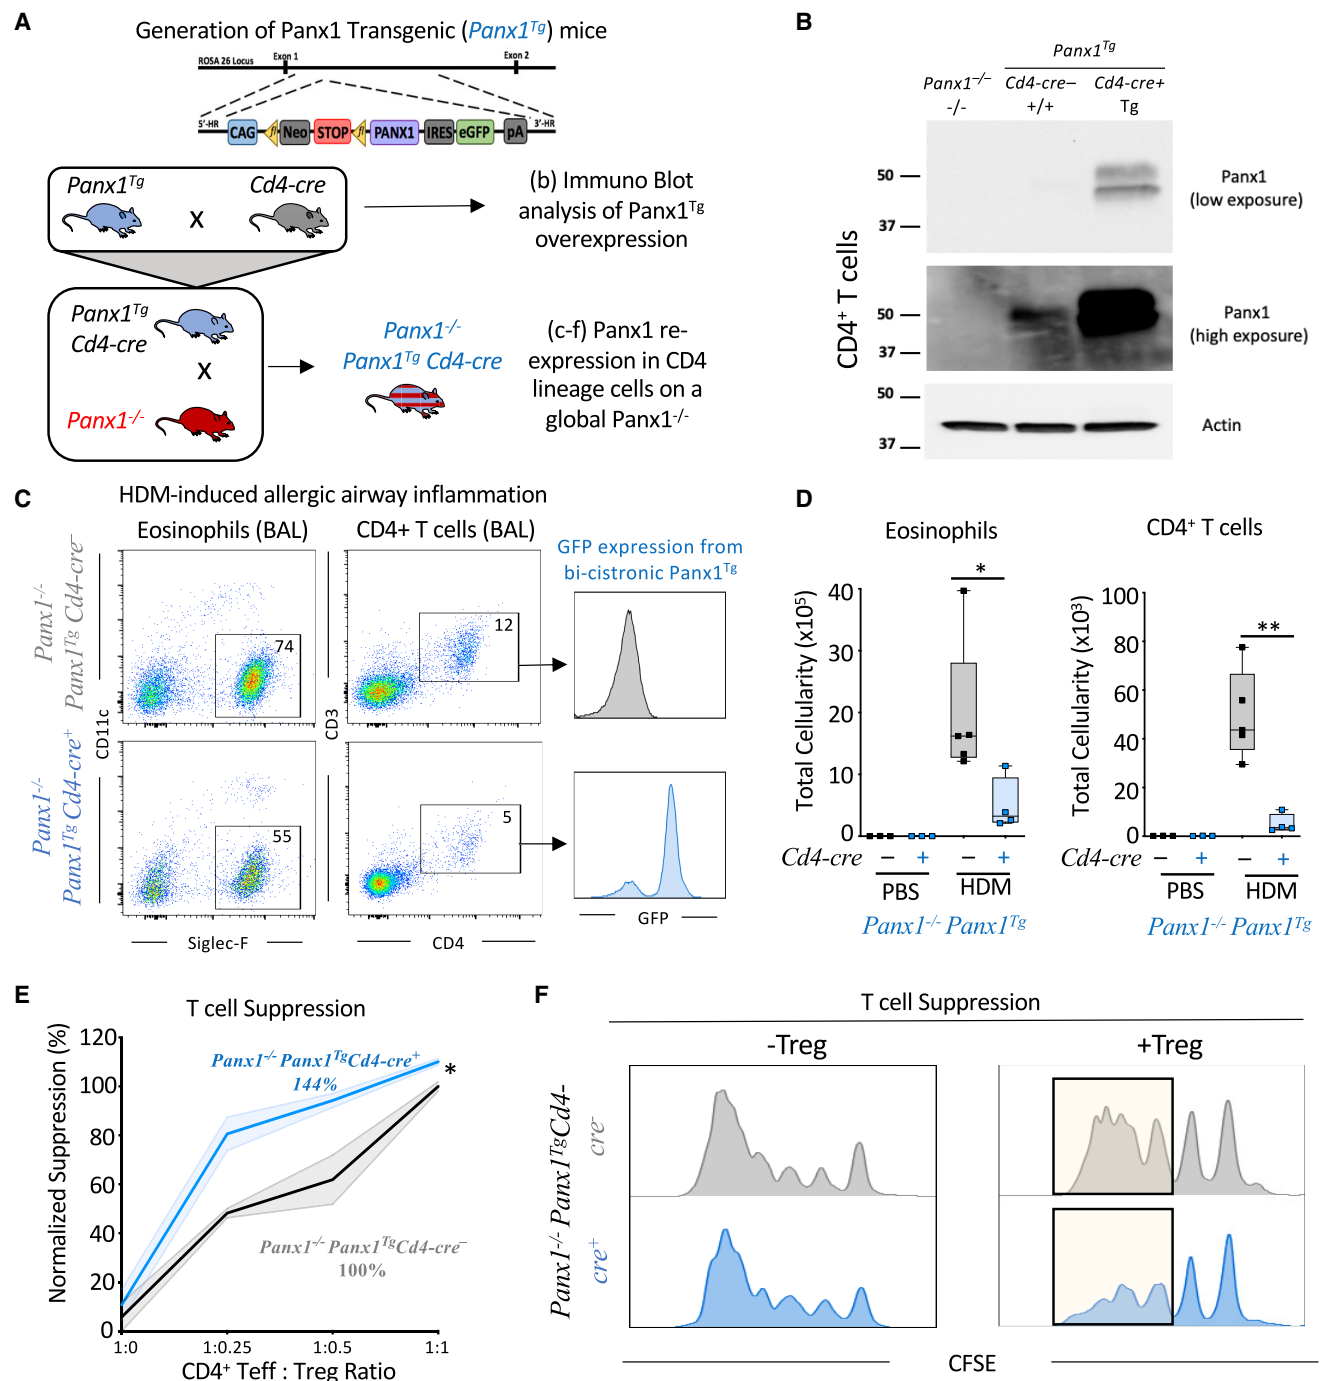 A
Generation of Panx1 Transgenic (Panx1Tg) mice
ROSA 26 Locus
Exon 1
Exon 2
5'-HR
CAG
fl
Neo
STOP
fl
PANX1
IRES
eGFP
pA
3'-HR
Panx1Tg
X
Cd4-cre
(b) Immuno Blot
analysis of Panx1Tg
overexpression
Panx1Tg
Cd4-cre
X
Panx1-/-
Panx1-/-
Panx1Tg Cd4-cre
(c-f) Panx1 re-
expression in CD4
lineage cells on a
global Panx1-/-
B
Panx1Tg
Panx1–/– Cd4-cre– Cd4-cre+
-/- +/+ Tg
CD4+ T cells
50
37
Panx1
(low exposure)
50
37
Panx1
(high exposure)
50
37
Actin
C
HDM-induced allergic airway inflammation
Eosinophils (BAL)
CD4+ T cells (BAL)
GFP expression from
bi-cistronic Panx1Tg
Panx1-/-
Panx1Tg Cd4-cre–
74
12
CD11c
CD3
Panx1-/-
Panx1Tg Cd4-cre+
55
5
Siglec-F
CD4
GFP
D
Eosinophils
Total Cellularity (x10⁵)
40
30
20
10
0
*
Cd4-cre – + – +
PBS HDM
Panx1-/- Panx1Tg
CD4+ T cells
Total Cellularity (x10³)
100
80
60
40
20
0
**
Cd4-cre – + – +
PBS HDM
Panx1-/- Panx1Tg
E
T cell Suppression
Normalized Suppression (%)
120
100
80
60
40
20
0
Panx1-/- Panx1TgCd4-cre+
144%
*
Panx1-/- Panx1TgCd4-cre–
100%
1:0 1:0.25 1:0.5 1:1
CD4+ Teff : Treg Ratio
F
T cell Suppression
-Treg
+Treg
Panx1-/- Panx1TgCd4-
cre-
cre+
CFSE